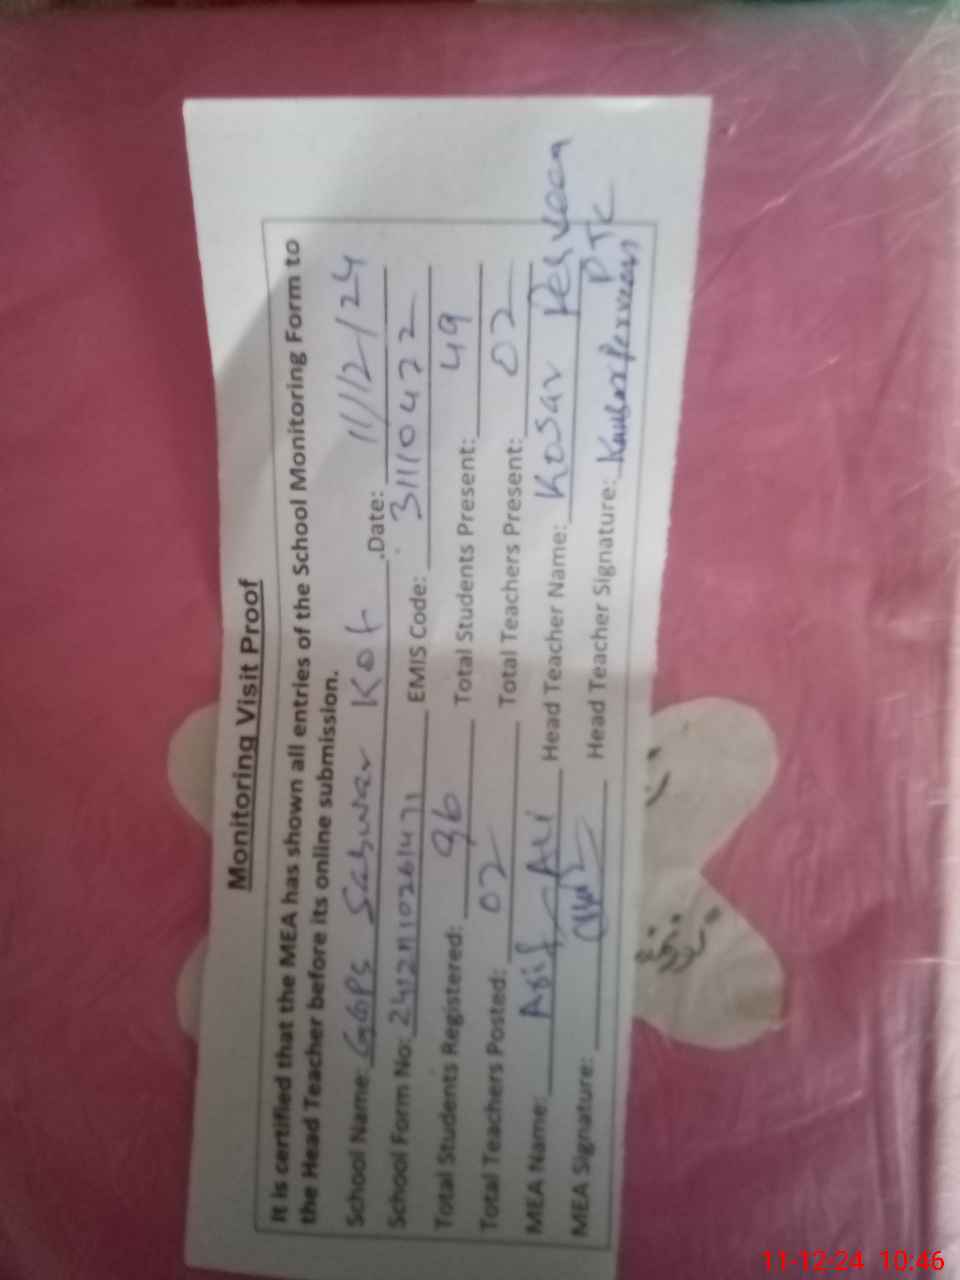 Monitoring Visit Proof
It is certified that the MEA has shown all entries of the School Monitoring Form to
the Head Teacher before its online submission.
School Name: GGPS Sahwar Kot .Date: 11/12/24
School Form No: EMIS Code: 31110422
Total Students Registered: 96 Total Students Present: 49
Total Teachers Posted: 02 Total Teachers Present: 02
MEA Name: Asif Ali Head Teacher Name: Kosar Perveen
MEA Signature: Head Teacher Signature: Kausar Perveen
PTC
11-12-24 10:46